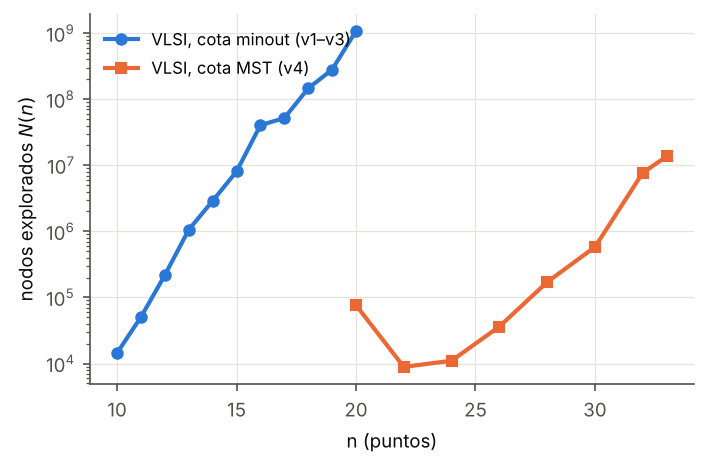 VLSI, cota minout (v1–v3)
VLSI, cota MST (v4)
nodos explorados N(n)
10⁹
10⁸
10⁷
10⁶
10⁵
10⁴
10 15 20 25 30
n (puntos)